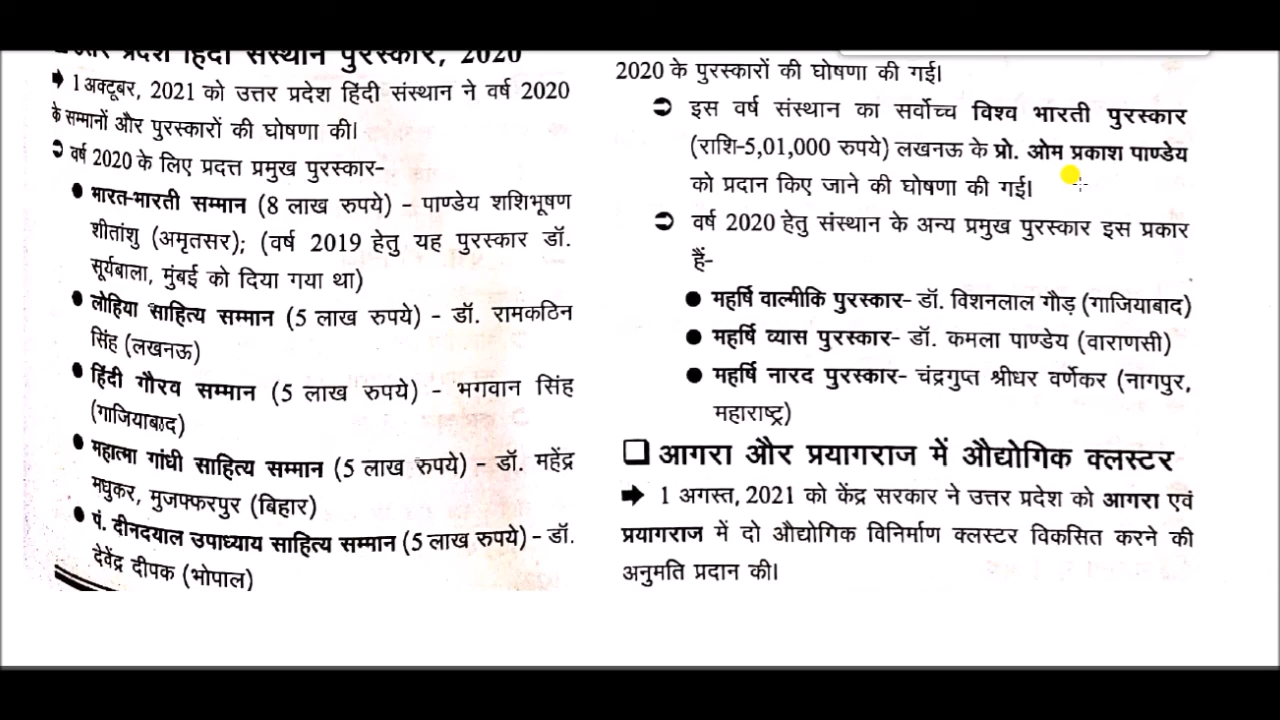 उत्तर प्रदेश हिंदी संस्थान पुरस्कार, 2020
➡ 1 अक्टूबर, 2021 को उत्तर प्रदेश हिंदी संस्थान ने वर्ष 2020
के सम्मानों और पुरस्कारों की घोषणा की।
➲ वर्ष 2020 के लिए प्रदत्त प्रमुख पुरस्कार-
● भारत-भारती सम्मान (8 लाख रुपये) - पाण्डेय शशिभूषण
शीतांशु (अमृतसर); (वर्ष 2019 हेतु यह पुरस्कार डॉ.
सूर्यबाला, मुंबई को दिया गया था)
● लोहिया साहित्य सम्मान (5 लाख रुपये) - डॉ. रामकठिन
सिंह (लखनऊ)
● हिंदी गौरव सम्मान (5 लाख रुपये) - भगवान सिंह
(गाजियाबाद)
● महात्मा गांधी साहित्य सम्मान (5 लाख रुपये) - डॉ. महेंद्र
मधुकर, मुजफ्फरपुर (बिहार)
● पं. दीनदयाल उपाध्याय साहित्य सम्मान (5 लाख रुपये) - डॉ.
देवेंद्र दीपक (भोपाल)
2020 के पुरस्कारों की घोषणा की गई।
➲ इस वर्ष संस्थान का सर्वोच्च विश्व भारती पुरस्कार
(राशि-5,01,000 रुपये) लखनऊ के प्रो. ओम प्रकाश पाण्डेय
को प्रदान किए जाने की घोषणा की गई।
➲ वर्ष 2020 हेतु संस्थान के अन्य प्रमुख पुरस्कार इस प्रकार
हैं-
● महर्षि वाल्मीकि पुरस्कार- डॉ. विशनलाल गौड़ (गाजियाबाद)
● महर्षि व्यास पुरस्कार- डॉ. कमला पाण्डेय (वाराणसी)
● महर्षि नारद पुरस्कार- चंद्रगुप्त श्रीधर वर्णेकर (नागपुर,
महाराष्ट्र)
❑ आगरा और प्रयागराज में औद्योगिक क्लस्टर
➡ 1 अगस्त, 2021 को केंद्र सरकार ने उत्तर प्रदेश को आगरा एवं
प्रयागराज में दो औद्योगिक विनिर्माण क्लस्टर विकसित करने की
अनुमति प्रदान की।